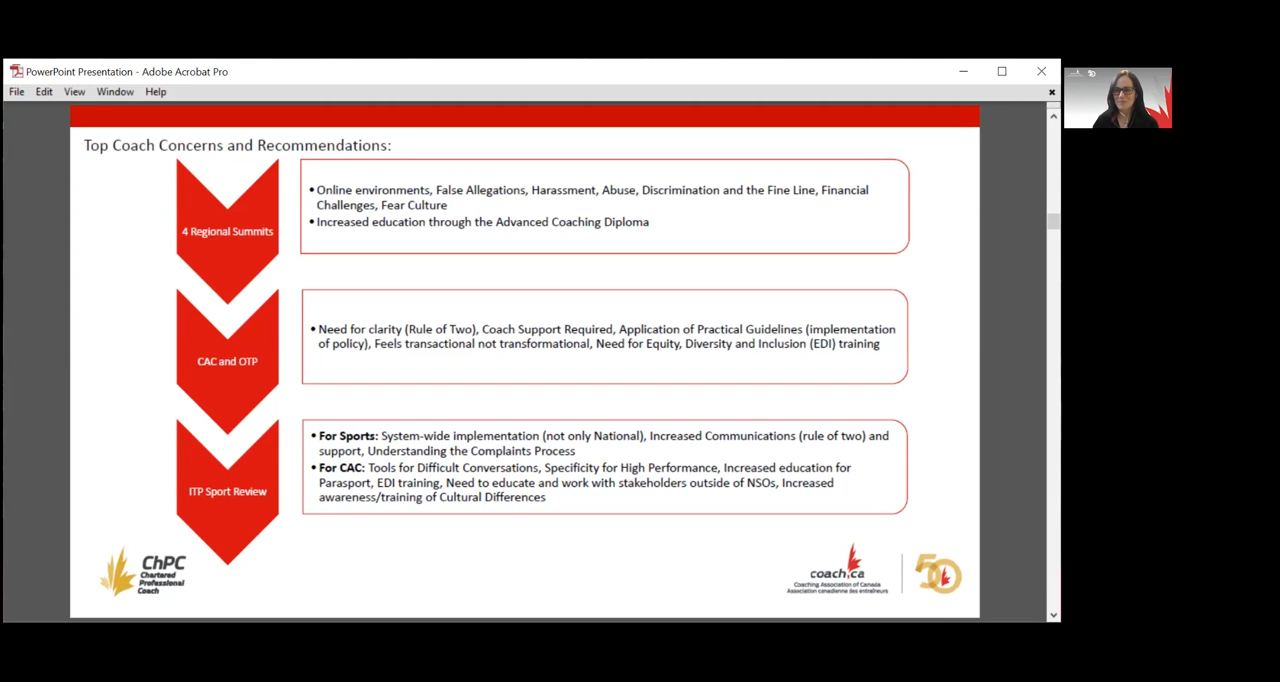 PowerPoint Presentation - Adobe Acrobat Pro
File Edit View Window Help
Top Coach Concerns and Recommendations:
4 Regional Summits
• Online environments, False Allegations, Harassment, Abuse, Discrimination and the Fine Line, Financial
Challenges, Fear Culture
• Increased education through the Advanced Coaching Diploma
CAC and OTP
• Need for clarity (Rule of Two), Coach Support Required, Application of Practical Guidelines (implementation
of policy), Feels transactional not transformational, Need for Equity, Diversity and Inclusion (EDI) training
ITP Sport Review
• For Sports: System-wide implementation (not only National), Increased Communications (rule of two) and
support, Understanding the Complaints Process
• For CAC: Tools for Difficult Conversations, Specificity for High Performance, Increased education for
Parasport, EDI training, Need to educate and work with stakeholders outside of NSOs, Increased
awareness/training of Cultural Differences
ChPC
Chartered
Professional
Coach
coach.ca
Coaching Association of Canada
Association canadienne des entraîneurs
50